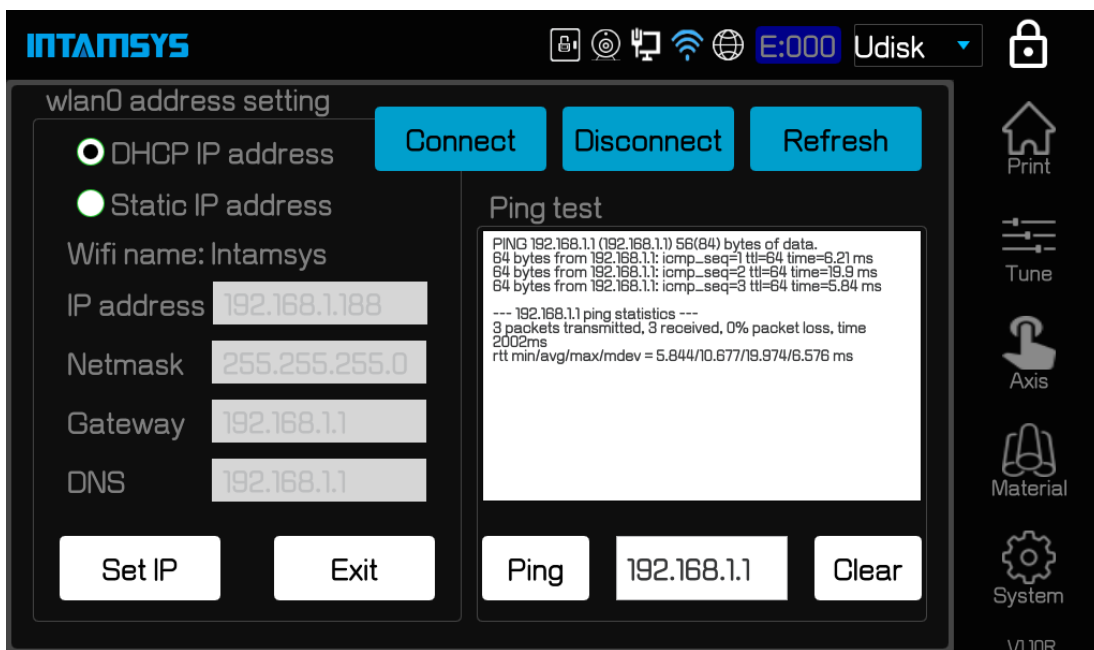 INTAMSYS
E:000 Udisk
wlan0 address setting
Connect Disconnect Refresh
DHCP IP address
Static IP address
Wifi name: Intamsys
IP address 192.168.1.188
Netmask 255.255.255.0
Gateway 192.168.1.1
DNS 192.168.1.1
Set IP Exit
Ping test
PING 192.168.1.1 (192.168.1.1) 56(84) bytes of data.
64 bytes from 192.168.1.1: icmp_seq=1 ttl=64 time=6.21 ms
64 bytes from 192.168.1.1: icmp_seq=2 ttl=64 time=19.9 ms
64 bytes from 192.168.1.1: icmp_seq=3 ttl=64 time=5.84 ms
--- 192.168.1.1 ping statistics ---
3 packets transmitted, 3 received, 0% packet loss, time
2002ms
rtt min/avg/max/mdev = 5.844/10.677/19.974/6.576 ms
Ping 192.168.1.1 Clear
Print
Tune
Axis
Material
System